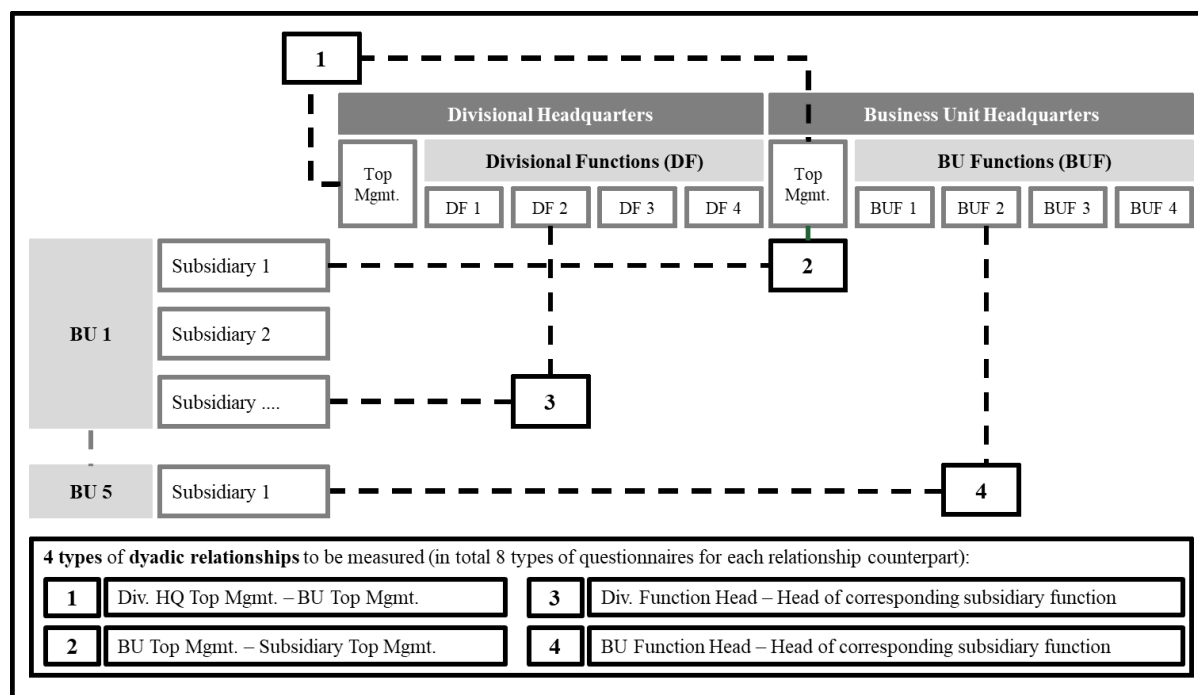 1
Divisional Headquarters
Business Unit Headquarters
Top
Mgmt.
Divisional Functions (DF)
Top
Mgmt.
BU Functions (BUF)
DF 1
DF 2
DF 3
DF 4
BUF 1
BUF 2
BUF 3
BUF 4
BU 1
Subsidiary 1
2
Subsidiary 2
Subsidiary ....
3
BU 5
Subsidiary 1
4
4 types of dyadic relationships to be measured (in total 8 types of questionnaires for each relationship counterpart):
1
Div. HQ Top Mgmt. – BU Top Mgmt.
3
Div. Function Head – Head of corresponding subsidiary function
2
BU Top Mgmt. – Subsidiary Top Mgmt.
4
BU Function Head – Head of corresponding subsidiary function